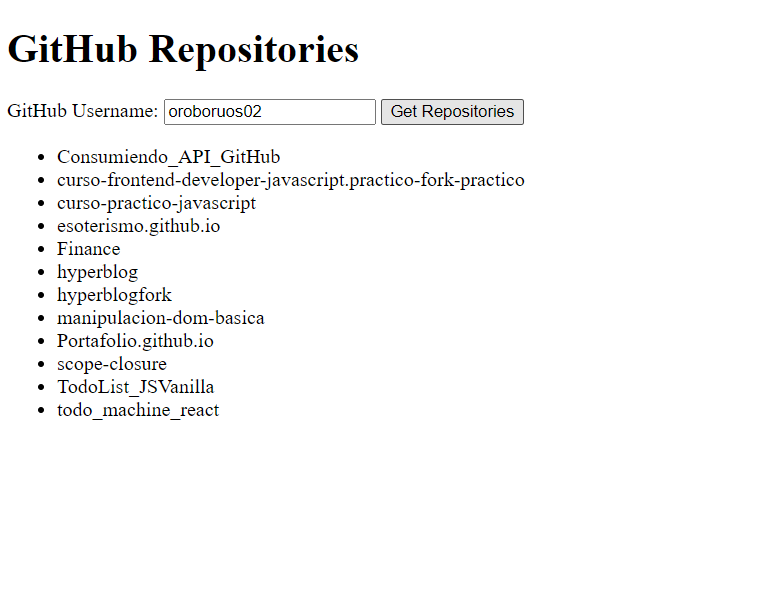 GitHub Repositories
GitHub Username: oroboruos02 Get Repositories
Consumiendo_API_GitHub
curso-frontend-developer-javascript.practico-fork-practico
curso-practico-javascript
esoterismo.github.io
Finance
hyperblog
hyperblogfork
manipulacion-dom-basica
Portafolio.github.io
scope-closure
TodoList_JSVanilla
todo_machine_react